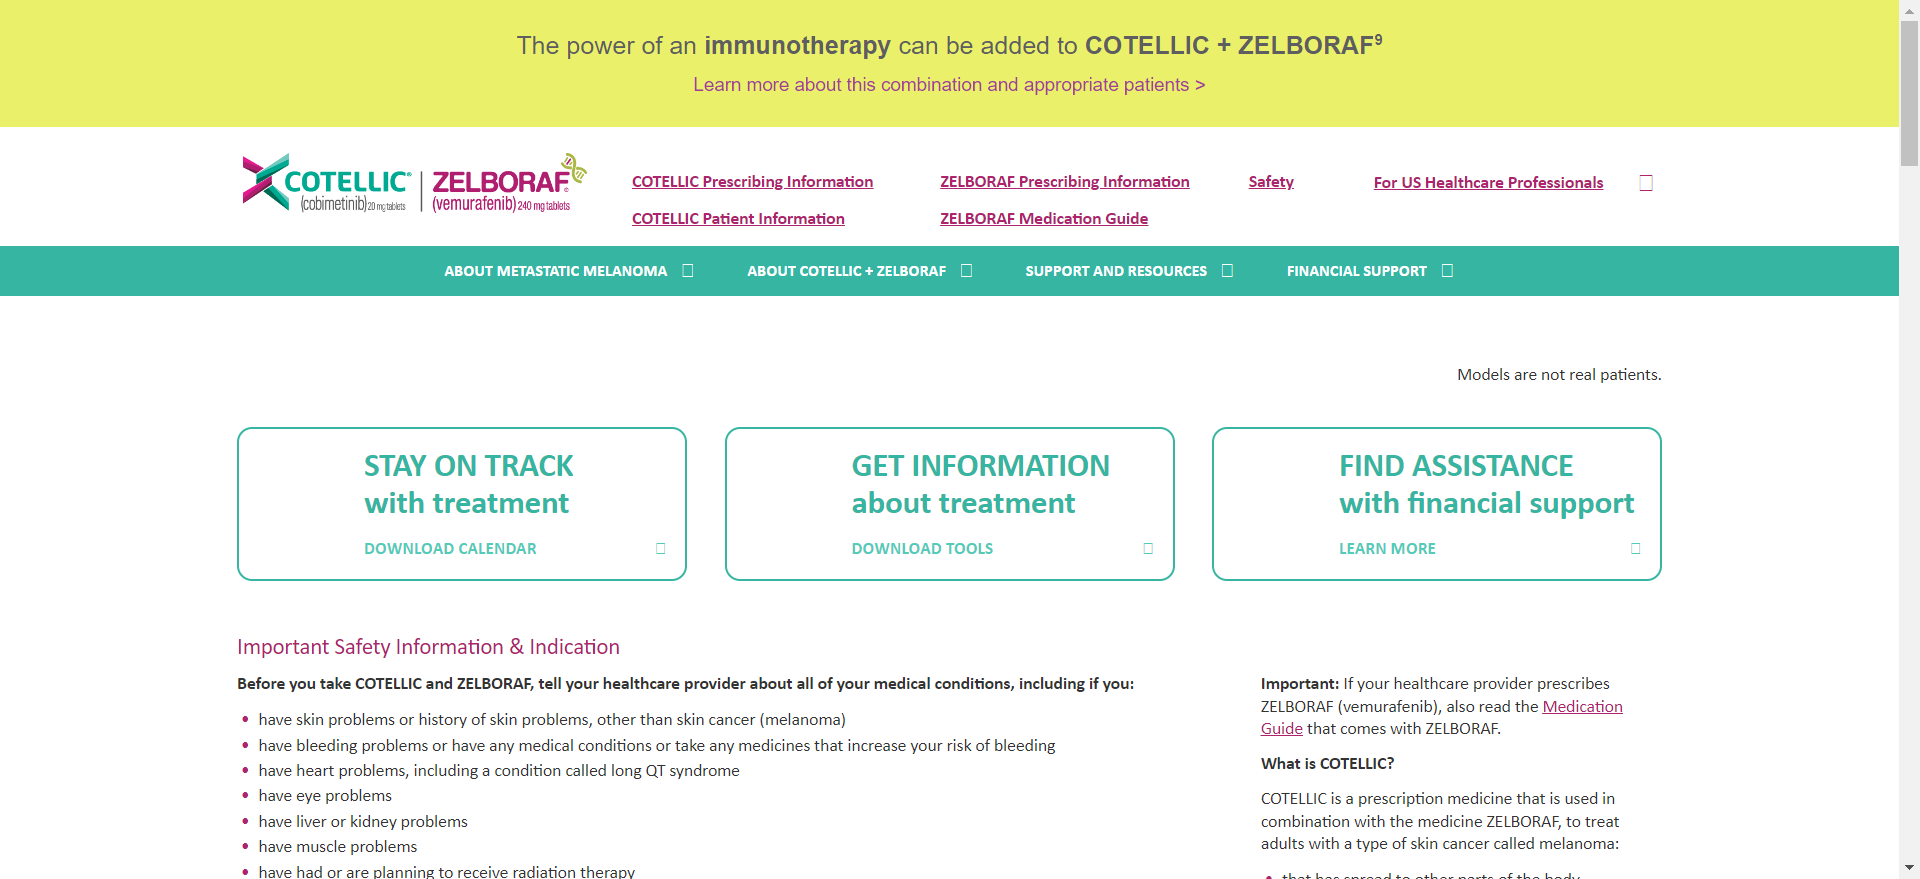 The power of an immunotherapy can be added to COTELLIC + ZELBORAF⁹
Learn more about this combination and appropriate patients >
COTELLIC® (cobimetinib) 20 mg tablets | ZELBORAF® (vemurafenib) 240 mg tablets
COTELLIC Prescribing Information
ZELBORAF Prescribing Information
Safety
For US Healthcare Professionals
COTELLIC Patient Information
ZELBORAF Medication Guide
ABOUT METASTATIC MELANOMA
ABOUT COTELLIC + ZELBORAF
SUPPORT AND RESOURCES
FINANCIAL SUPPORT
Models are not real patients.
STAY ON TRACK
with treatment
DOWNLOAD CALENDAR
GET INFORMATION
about treatment
DOWNLOAD TOOLS
FIND ASSISTANCE
with financial support
LEARN MORE
Important Safety Information & Indication
Before you take COTELLIC and ZELBORAF, tell your healthcare provider about all of your medical conditions, including if you:
• have skin problems or history of skin problems, other than skin cancer (melanoma)
• have bleeding problems or have any medical conditions or take any medicines that increase your risk of bleeding
• have heart problems, including a condition called long QT syndrome
• have eye problems
• have liver or kidney problems
• have muscle problems
• have had or are planning to receive radiation therapy
Important: If your healthcare provider prescribes
ZELBORAF (vemurafenib), also read the Medication
Guide that comes with ZELBORAF.
What is COTELLIC?
COTELLIC is a prescription medicine that is used in
combination with the medicine ZELBORAF, to treat
adults with a type of skin cancer called melanoma:
• that has spread to other parts of the body